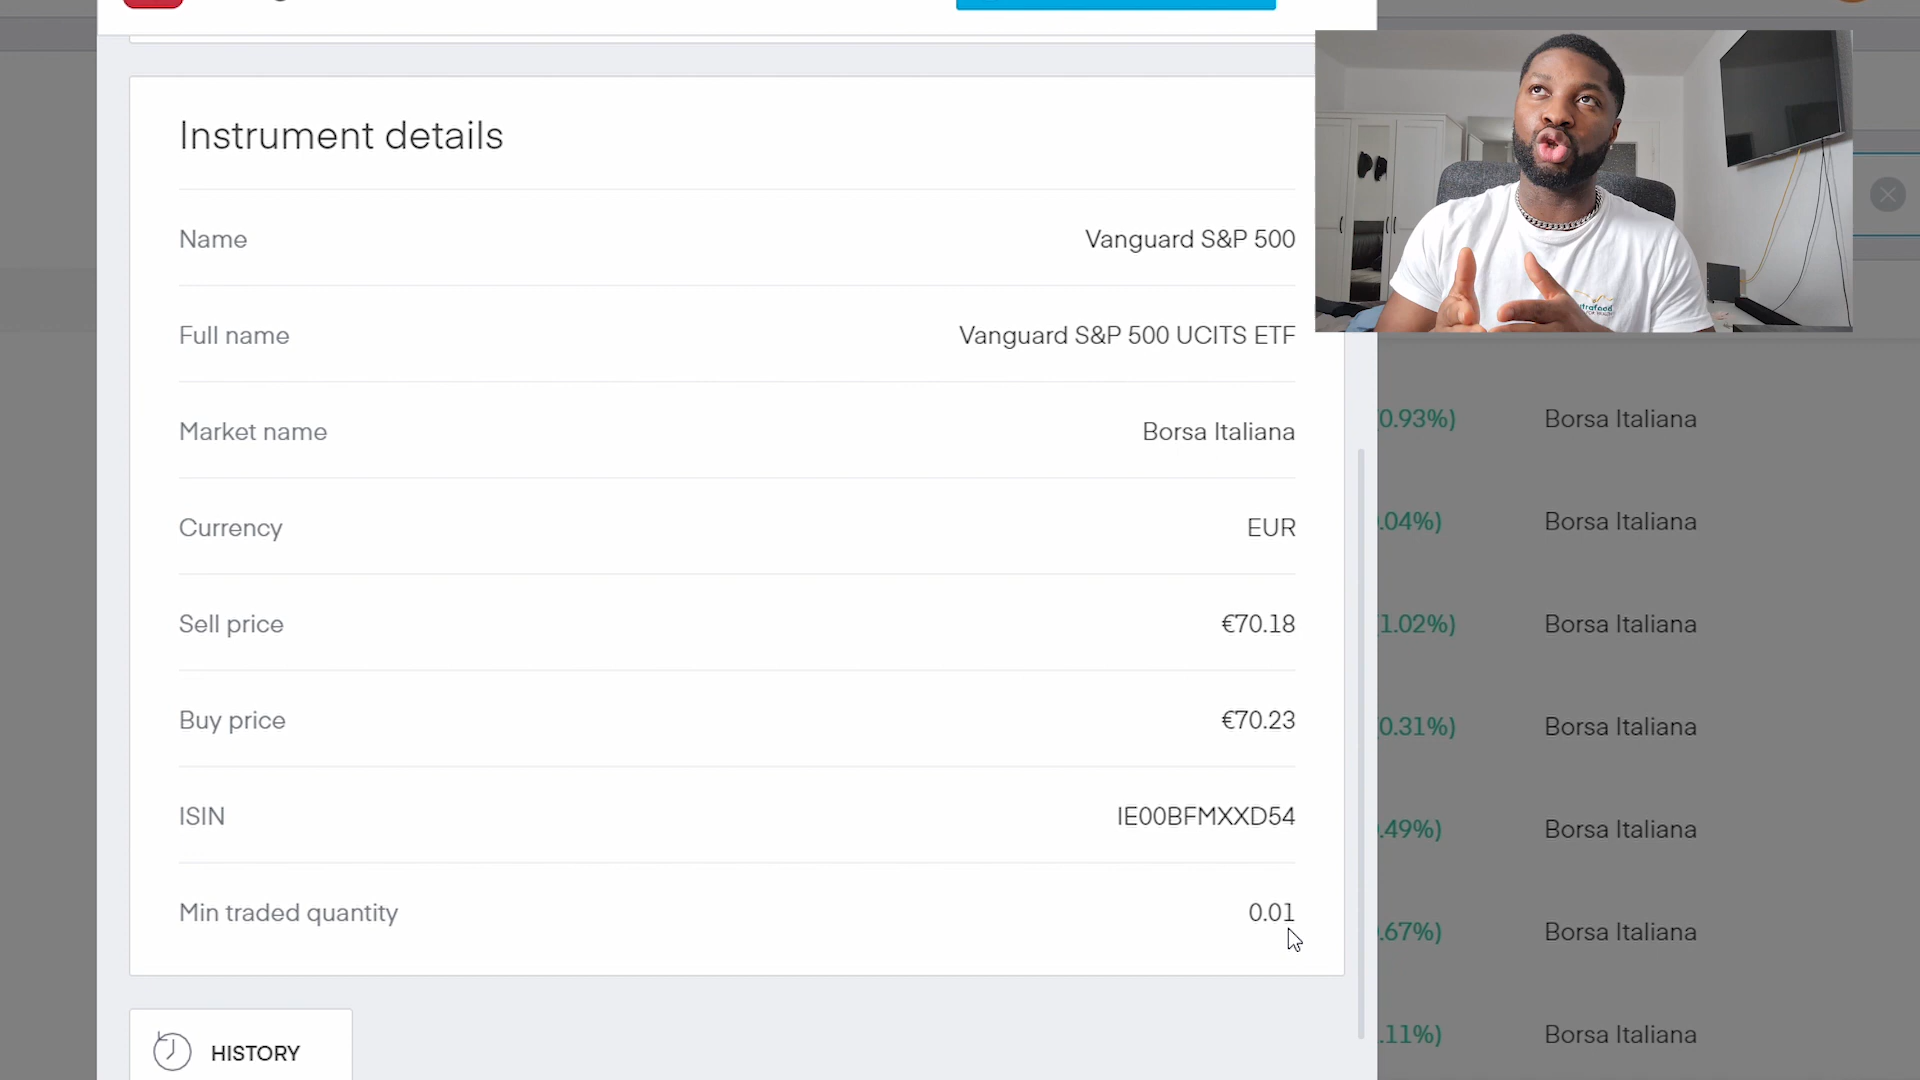 Instrument details
Name Vanguard S&P 500
Full name Vanguard S&P 500 UCITS ETF
Market name Borsa Italiana
Currency EUR
Sell price €70.18
Buy price €70.23
ISIN IE00BFMXXD54
Min traded quantity 0.01
HISTORY
0.93%) Borsa Italiana
.04%) Borsa Italiana
1.02%) Borsa Italiana
0.31%) Borsa Italiana
.49%) Borsa Italiana
.67%) Borsa Italiana
.11%) Borsa Italiana